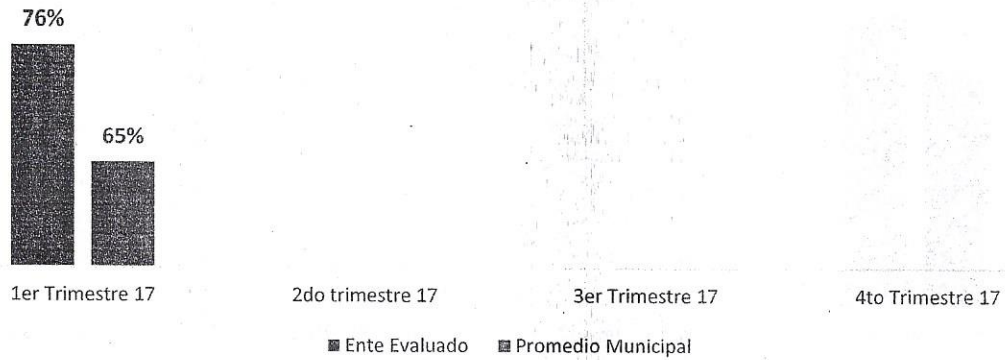 76%
65%
1er Trimestre 17
2do trimestre 17
3er Trimestre 17
4to Trimestre 17
Ente Evaluado
Promedio Municipal